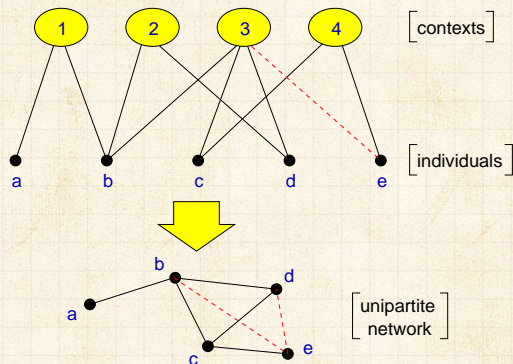 1 2 3 4 contexts
a b c d e individuals
b
d
a
unipartite
network
c
e